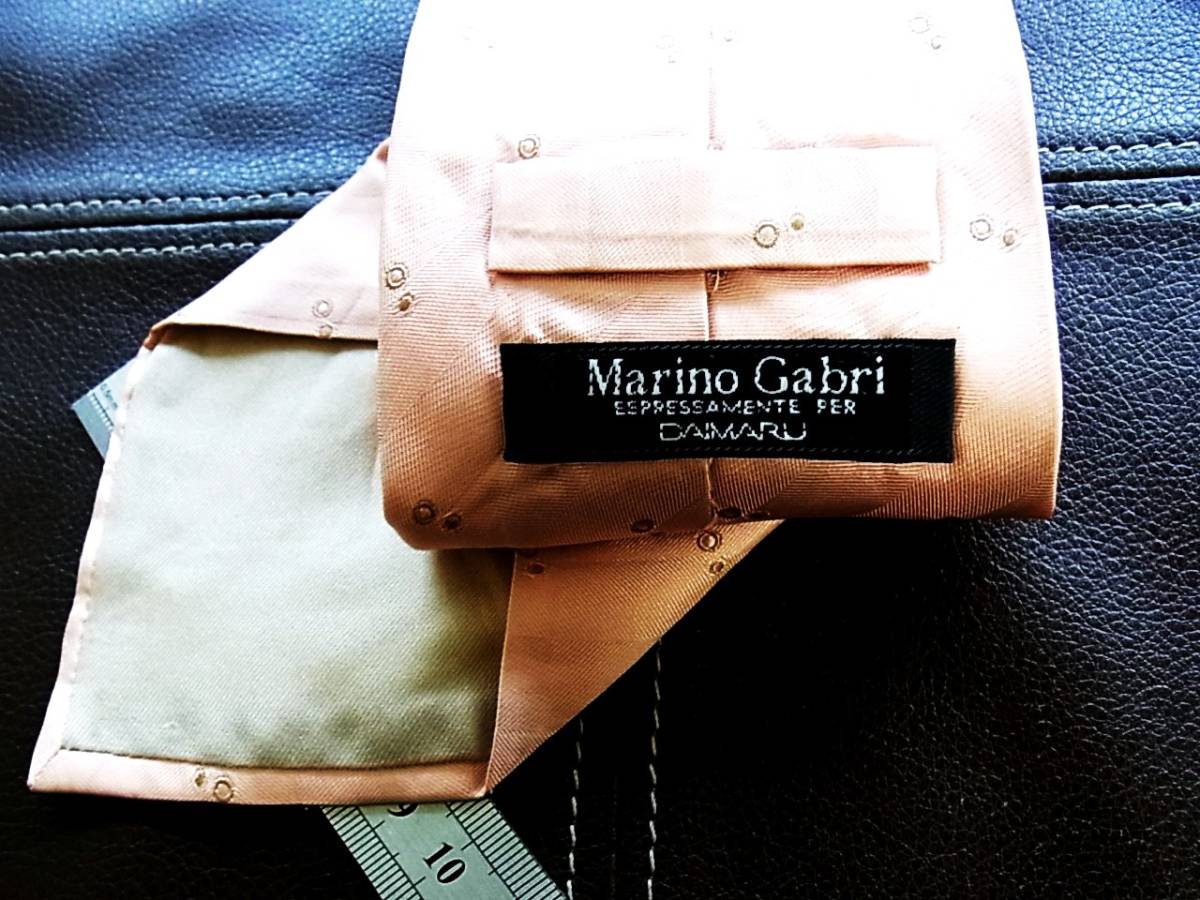 Marino Gabri
ESPRESSAMENTE PER
DAIMARU
9
10